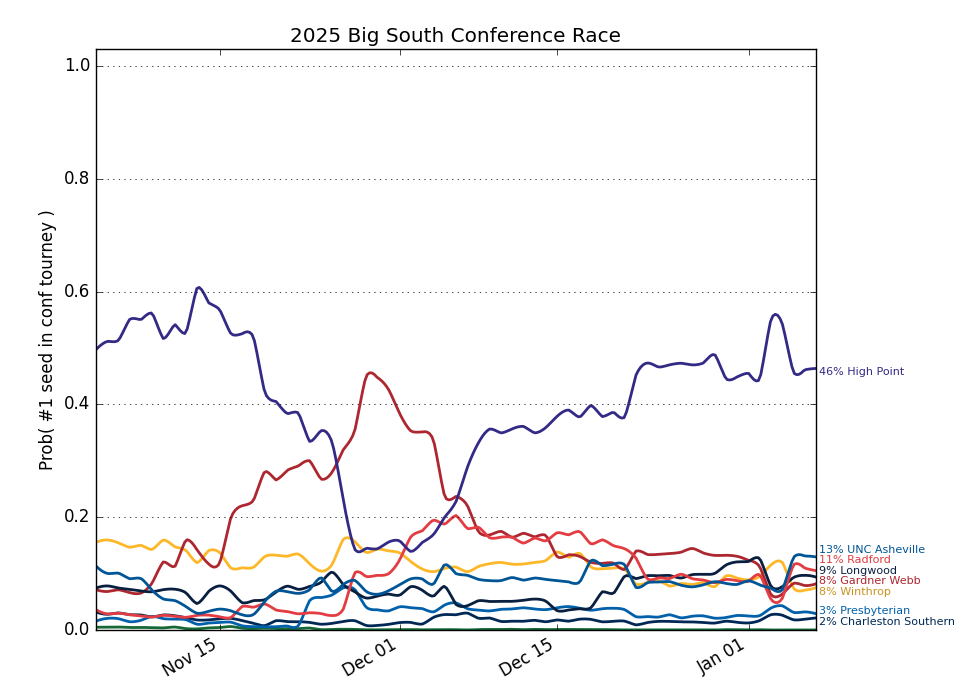 2025 Big South Conference Race
Prob( #1 seed in conf tourney )
1.0
0.8
0.6
0.4
0.2
0.0
Nov 15
Dec 01
Dec 15
Jan 01
46% High Point
13% UNC Asheville
11% Radford
9% Longwood
8% Gardner Webb
8% Winthrop
3% Presbyterian
2% Charleston Southern